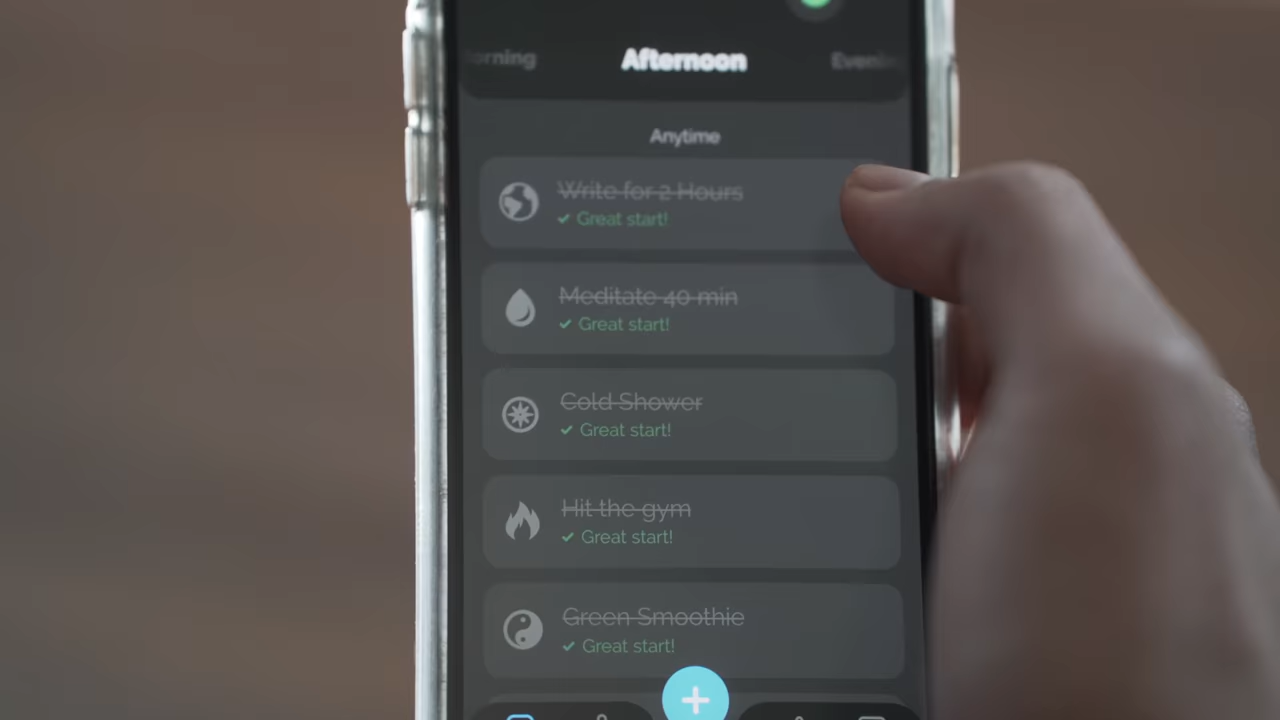 Afternoon
Anytime
Write for 2 Hours
Great start!
Meditate 40 min
Great start!
Cold Shower
Great start!
Hit the gym
Great start!
Green Smoothie
Great start!